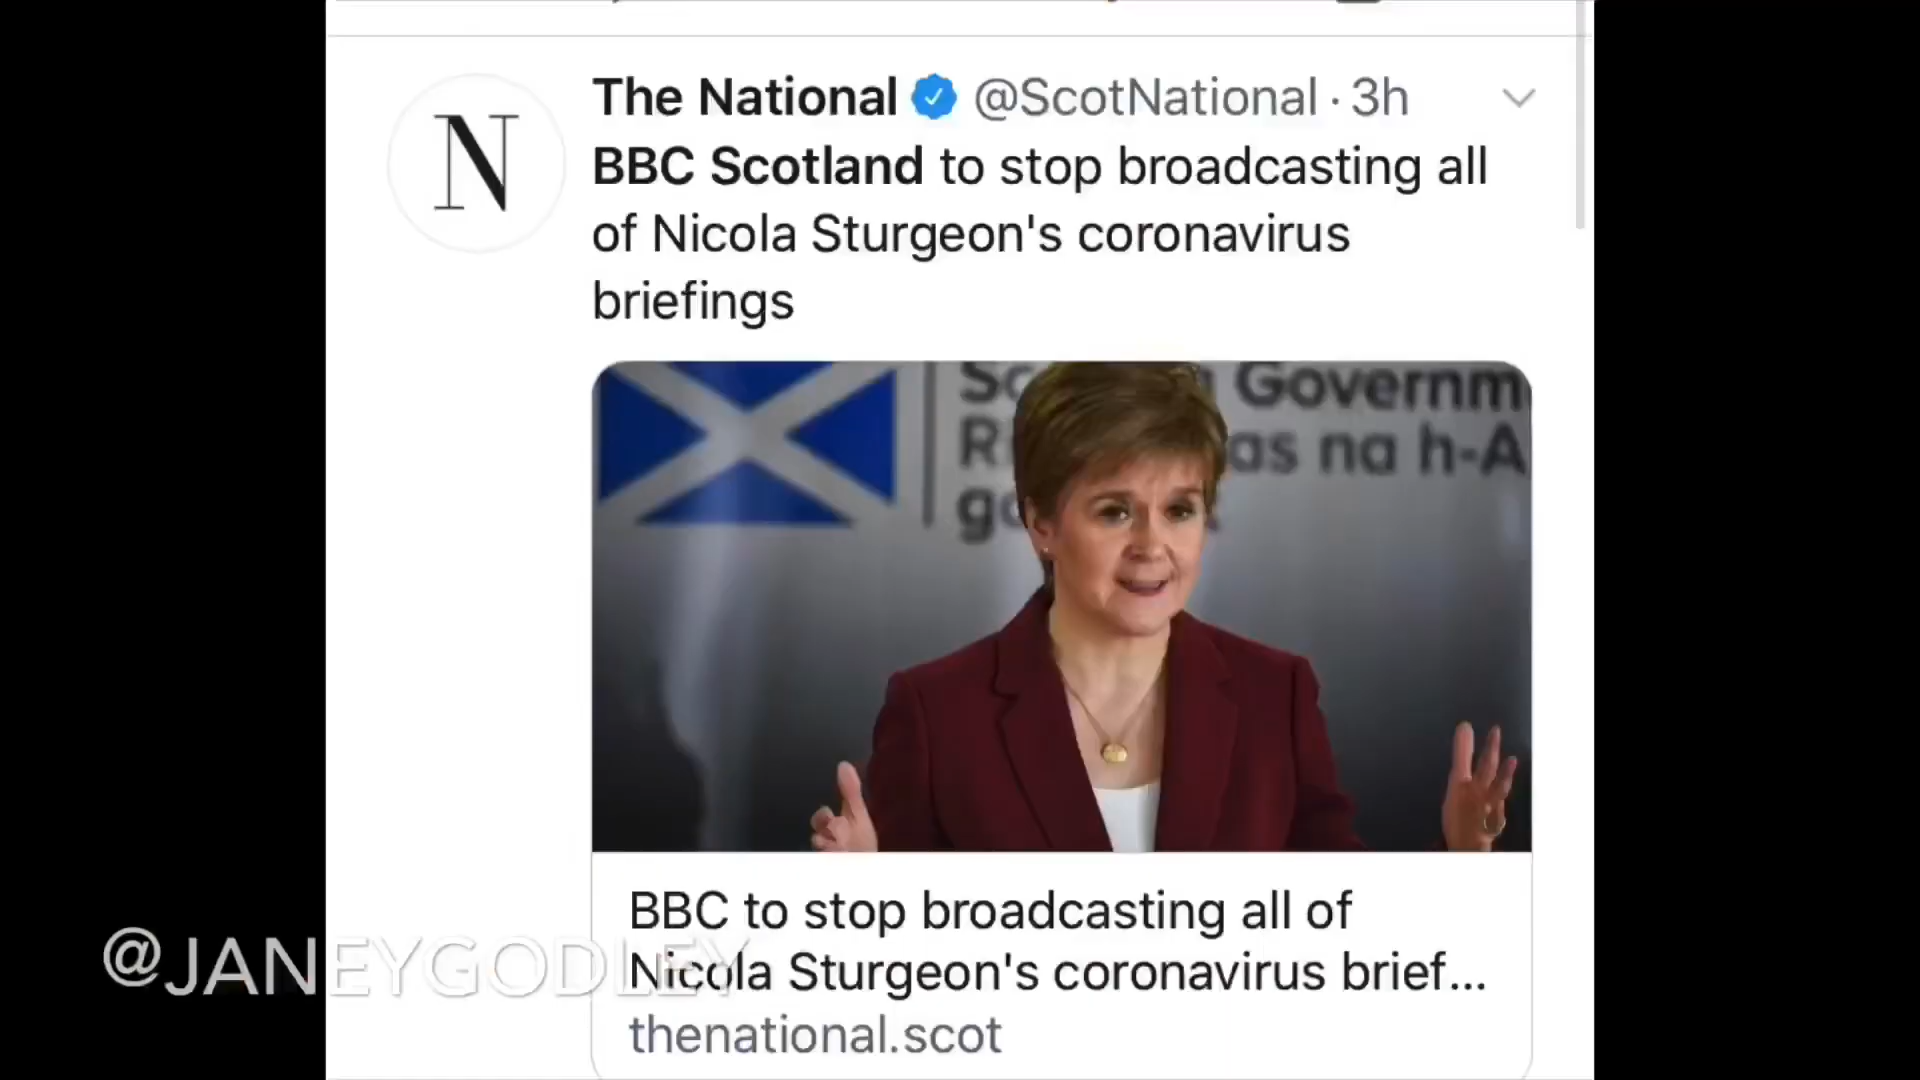 The National @ScotNational · 3h
N
BBC Scotland to stop broadcasting all
of Nicola Sturgeon's coronavirus
briefings
Governm
as na h-A
BBC to stop broadcasting all of
Nicola Sturgeon's coronavirus brief...
thenational.scot
@JANEYGODLEY